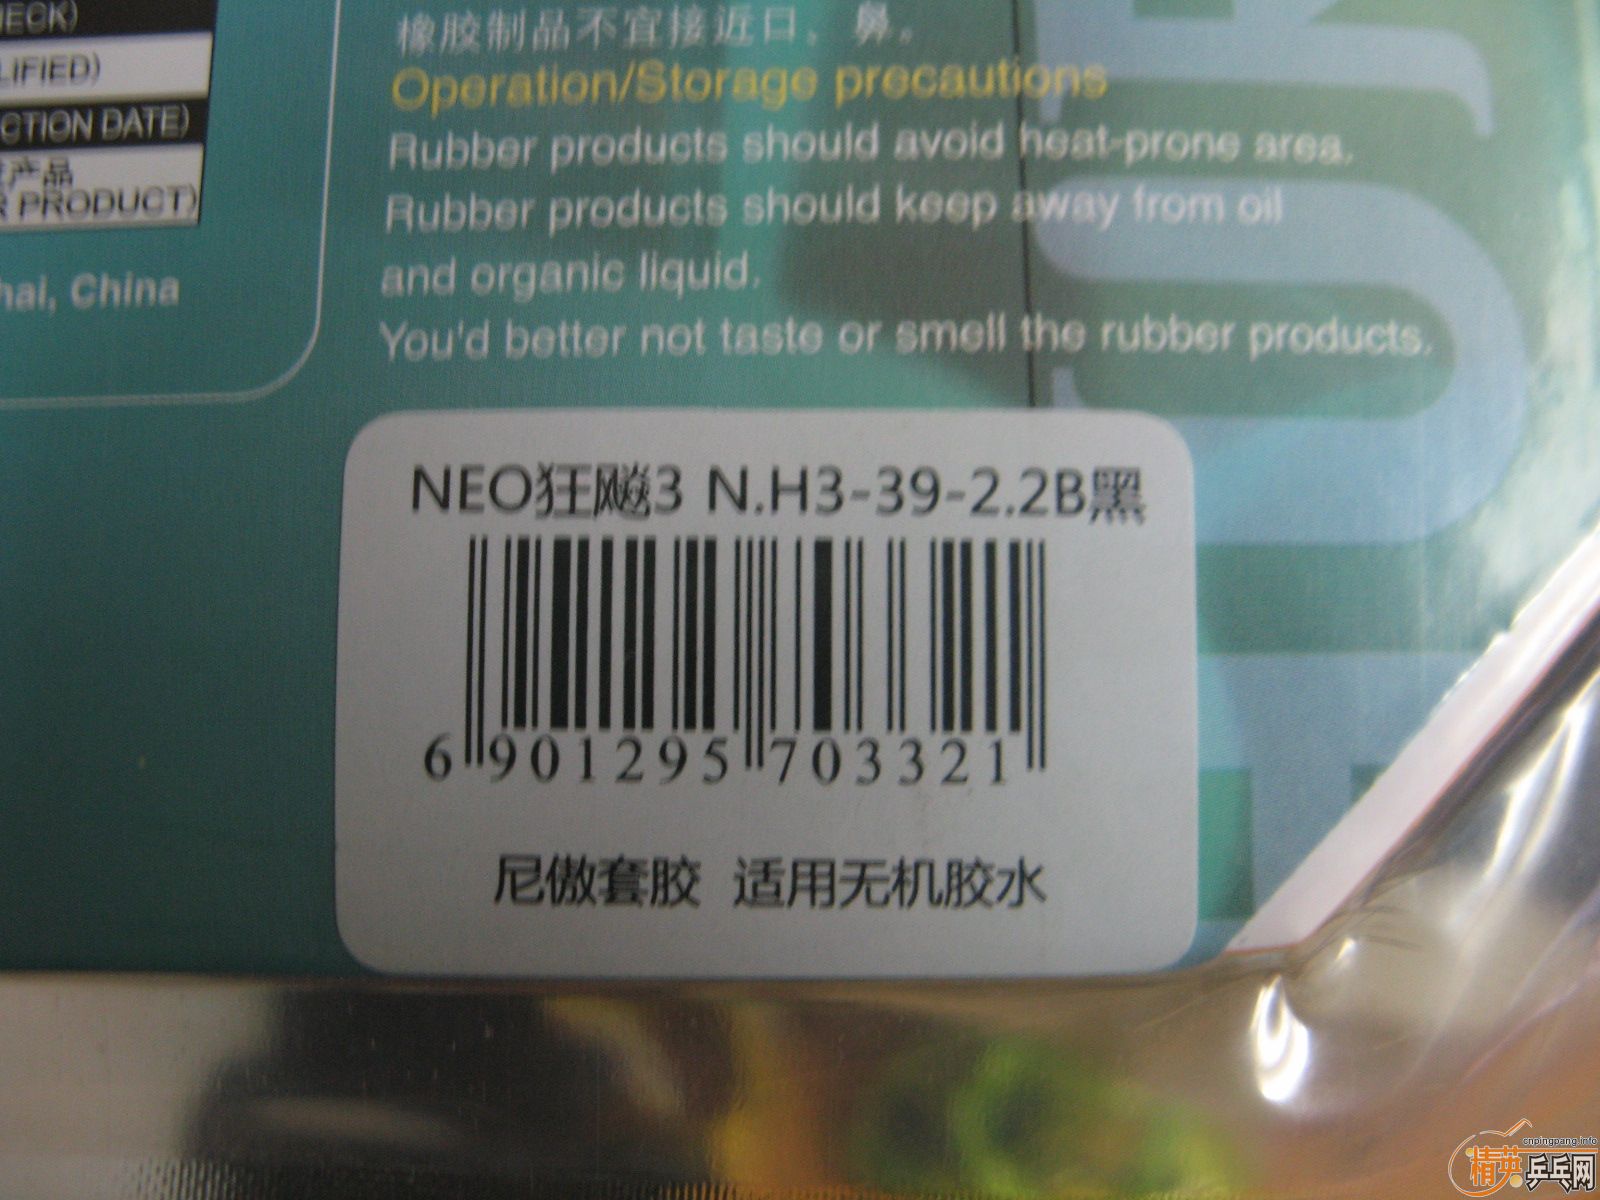 HECK)
LIFIED)
CTION DATE)
产品
R PRODUCT)
hai, China
橡胶制品不宜接近口、鼻。
Operation/Storage precautions
Rubber products should avoid heat-prone area.
Rubber products should keep away from oil
and organic liquid.
You'd better not taste or smell the rubber products.
NEO狂飚3 N.H3-39-2.2B黑
6 901295 703321
尼傲套胶 适用无机胶水
cnpingpang.info
精英乒乓网